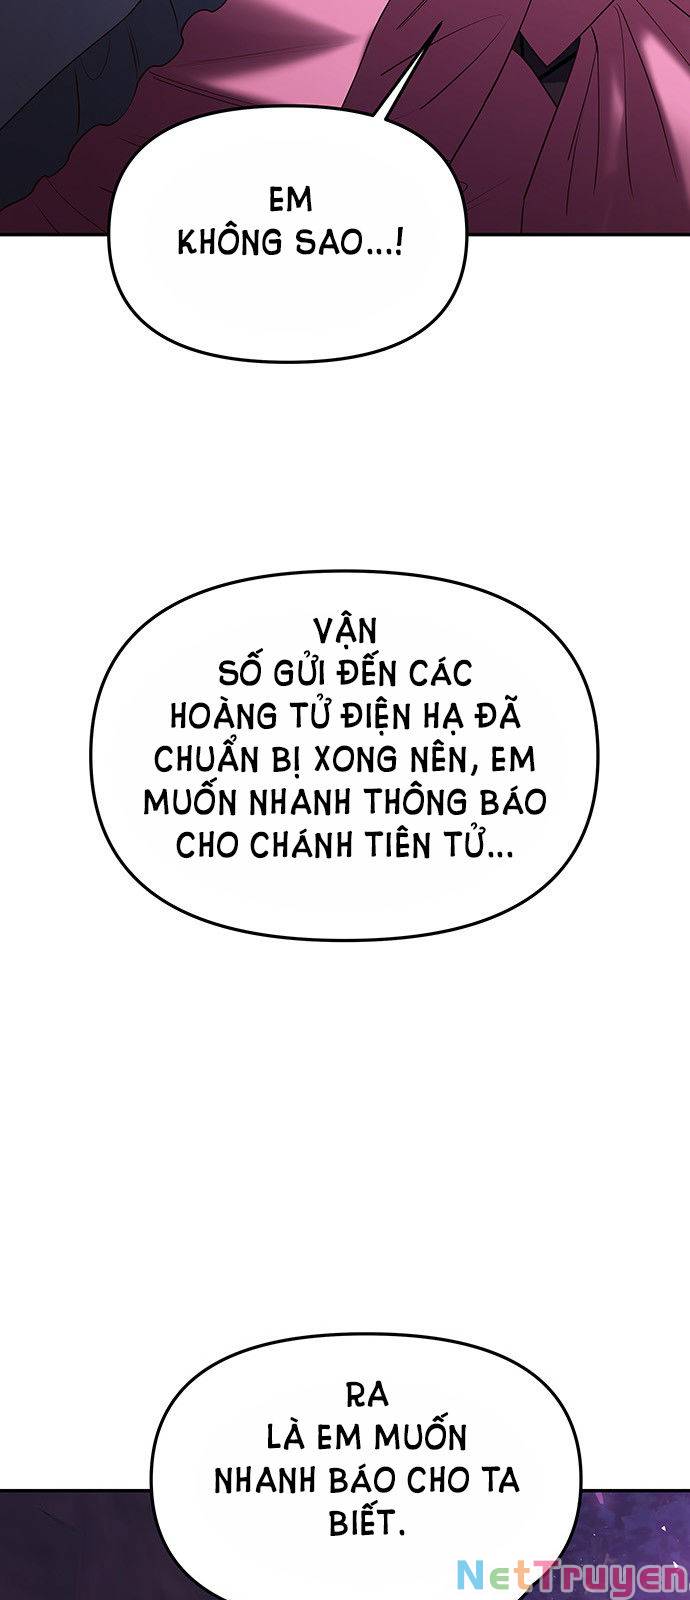 EM
KHÔNG SAO...!
VẬN
SỐ GỬI ĐẾN CÁC
HOÀNG TỬ ĐIỆN HẠ ĐÃ
CHUẨN BỊ XONG NÊN, EM
MUỐN NHANH THÔNG BÁO
CHO CHÁNH TIÊN TỬ...
RA
LÀ EM MUỐN
NHANH BÁO CHO TA
BIẾT.
NetTruyen